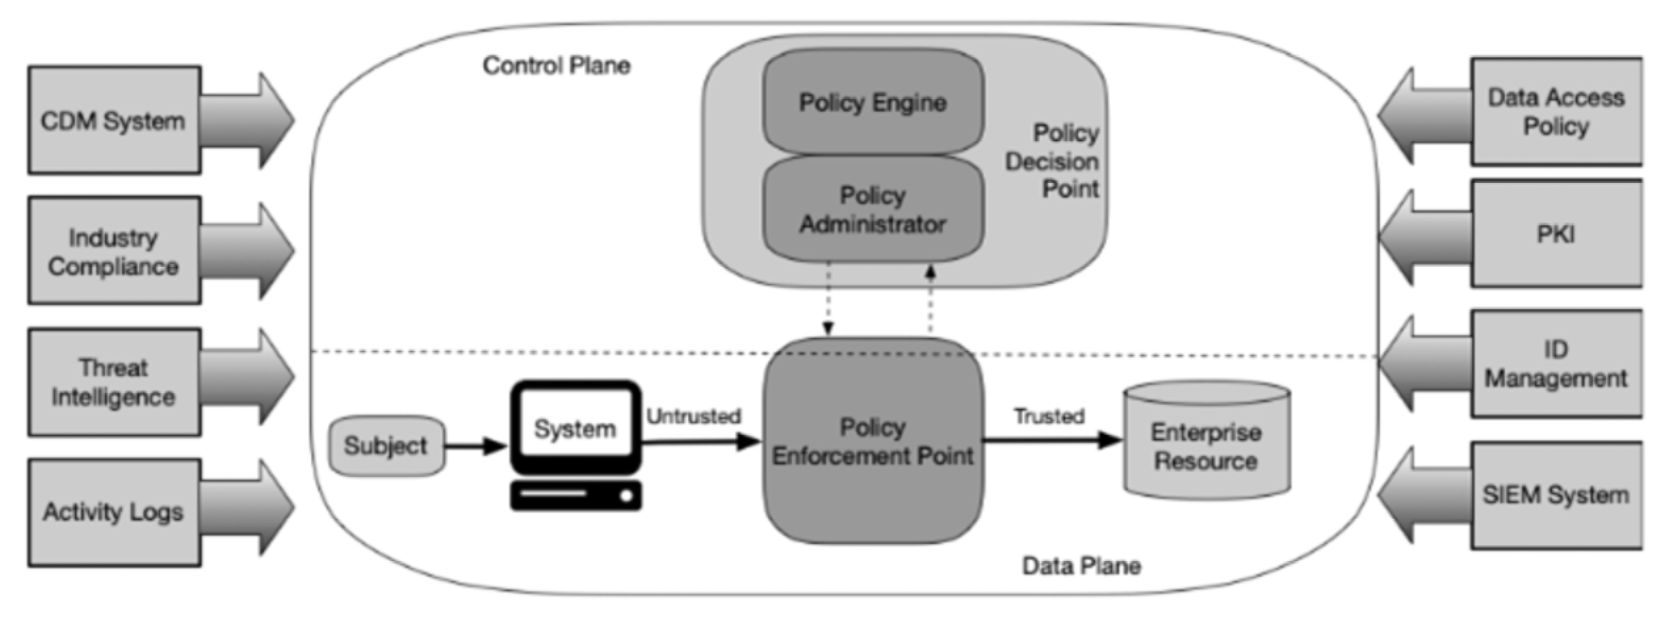 Control Plane
Policy Engine
Policy
Decision
Point
Policy
Administrator
CDM System
Industry
Compliance
Threat
Intelligence
Activity Logs
Subject
System
Untrusted
Policy
Enforcement Point
Trusted
Enterprise
Resource
Data Plane
Data Access
Policy
PKI
ID
Management
SIEM System